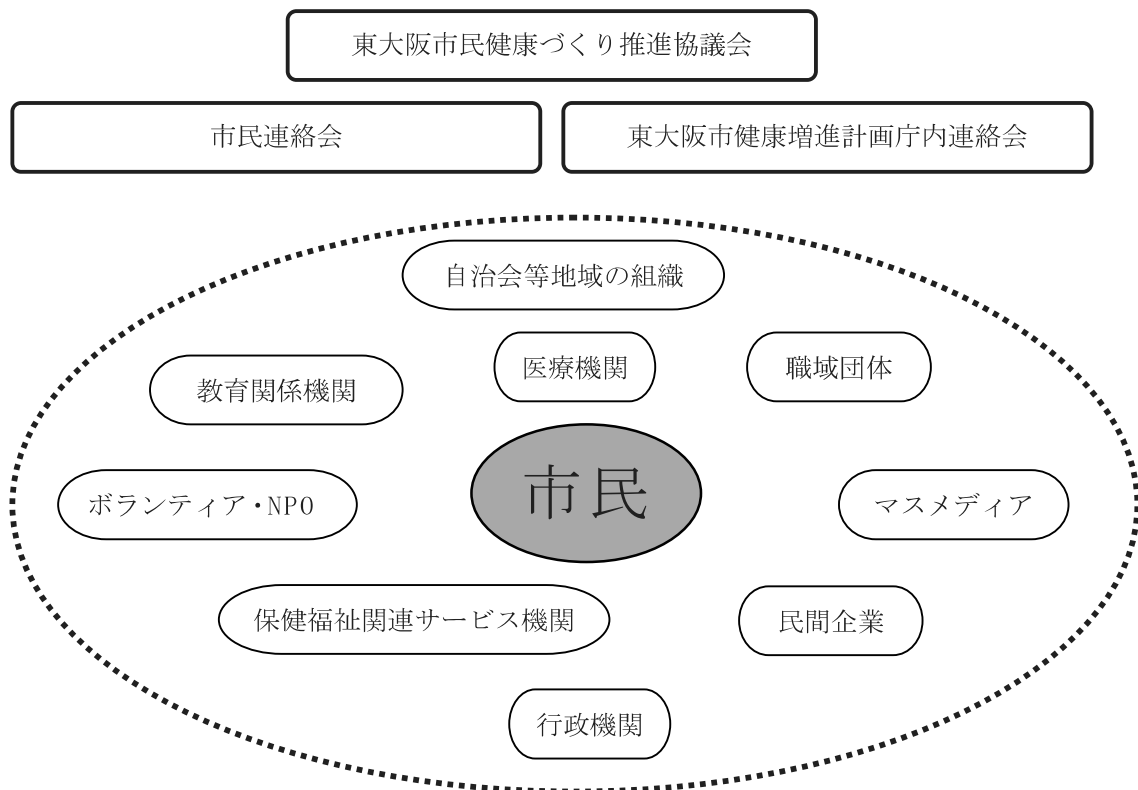 東大阪市民健康づくり推進協議会
市民連絡会
東大阪市健康増進計画庁内連絡会
自治会等地域の組織
医療機関
職域団体
教育関係機関
市民
ボランティア・NPO
マスメディア
保健福祉関連サービス機関
民間企業
行政機関